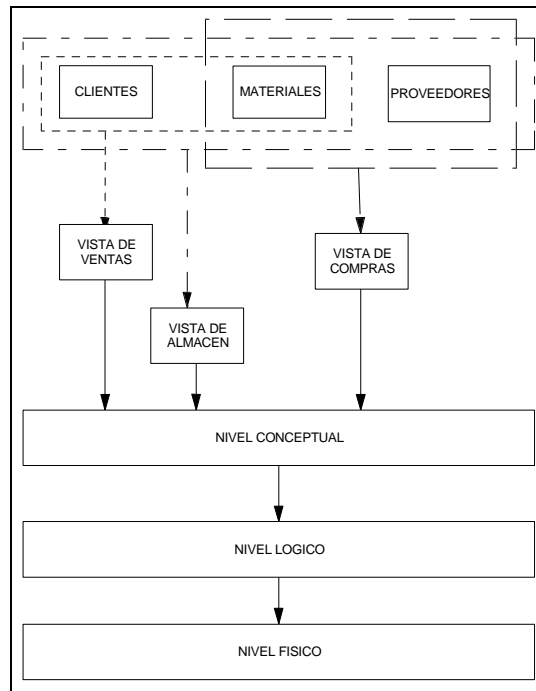 CLIENTES
MATERIALES
PROVEEDORES
VISTA DE
VENTAS
VISTA DE
COMPRAS
VISTA DE
ALMACEN
NIVEL CONCEPTUAL
NIVEL LOGICO
NIVEL FISICO